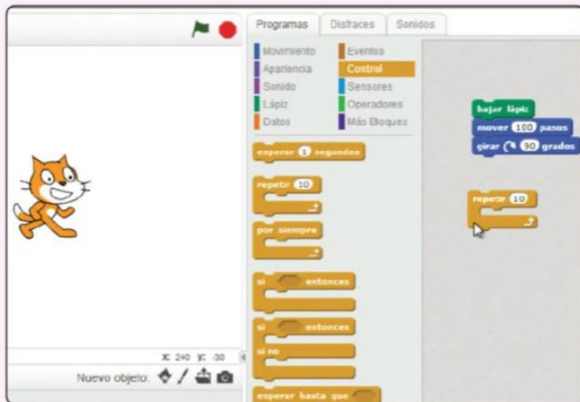 Programas Disfraces Sonidos
Movimiento Eventos
Apariencia Control
Sonido Sensores
Lápiz Operadores
Datos Más Bloques
esperar 1 segundos
repetir 10
por siempre
si entonces
si entonces
si no
esperar hasta que
bajar lápiz
mover 100 pasos
girar 90 grados
repetir 10
x: 240 y: -30
Nuevo objeto: